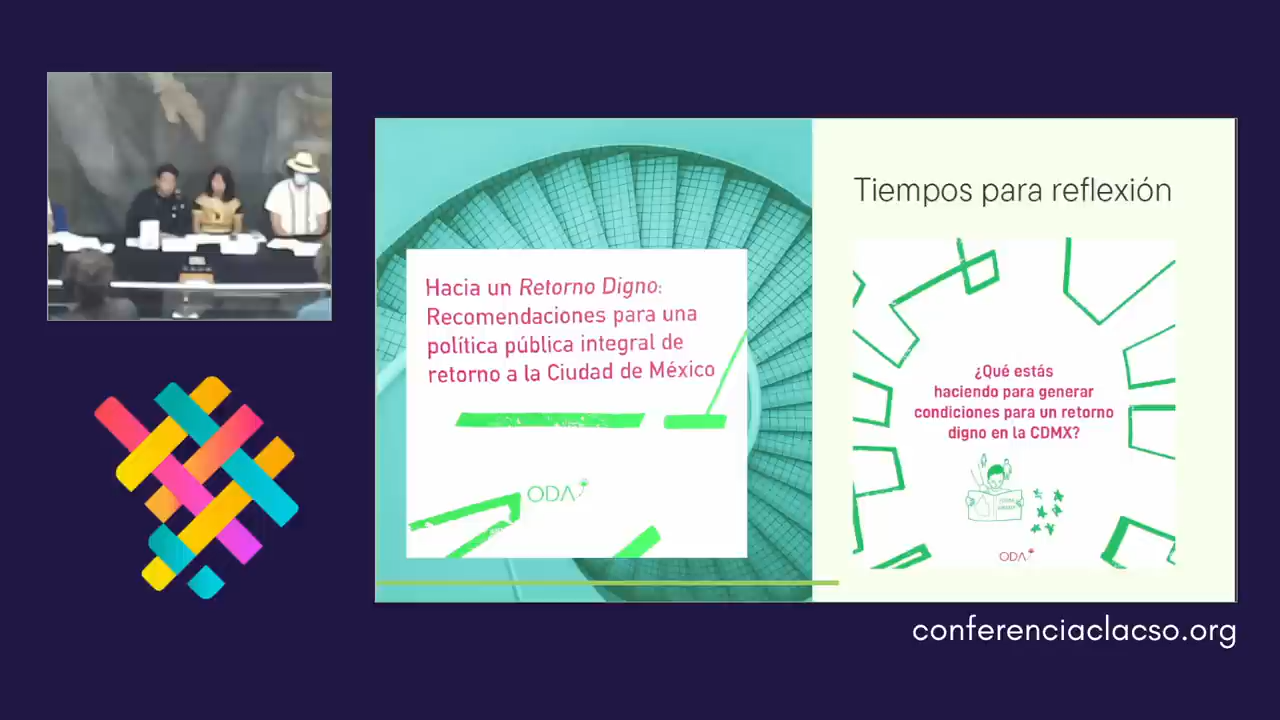 Hacia un Retorno Digno:
Recomendaciones para una
política pública integral de
retorno a la Ciudad de México
ODA
Tiempos para reflexión
¿Qué estás
haciendo para generar
condiciones para un retorno
digno en la CDMX?
ODA
conferenciaclacso.org